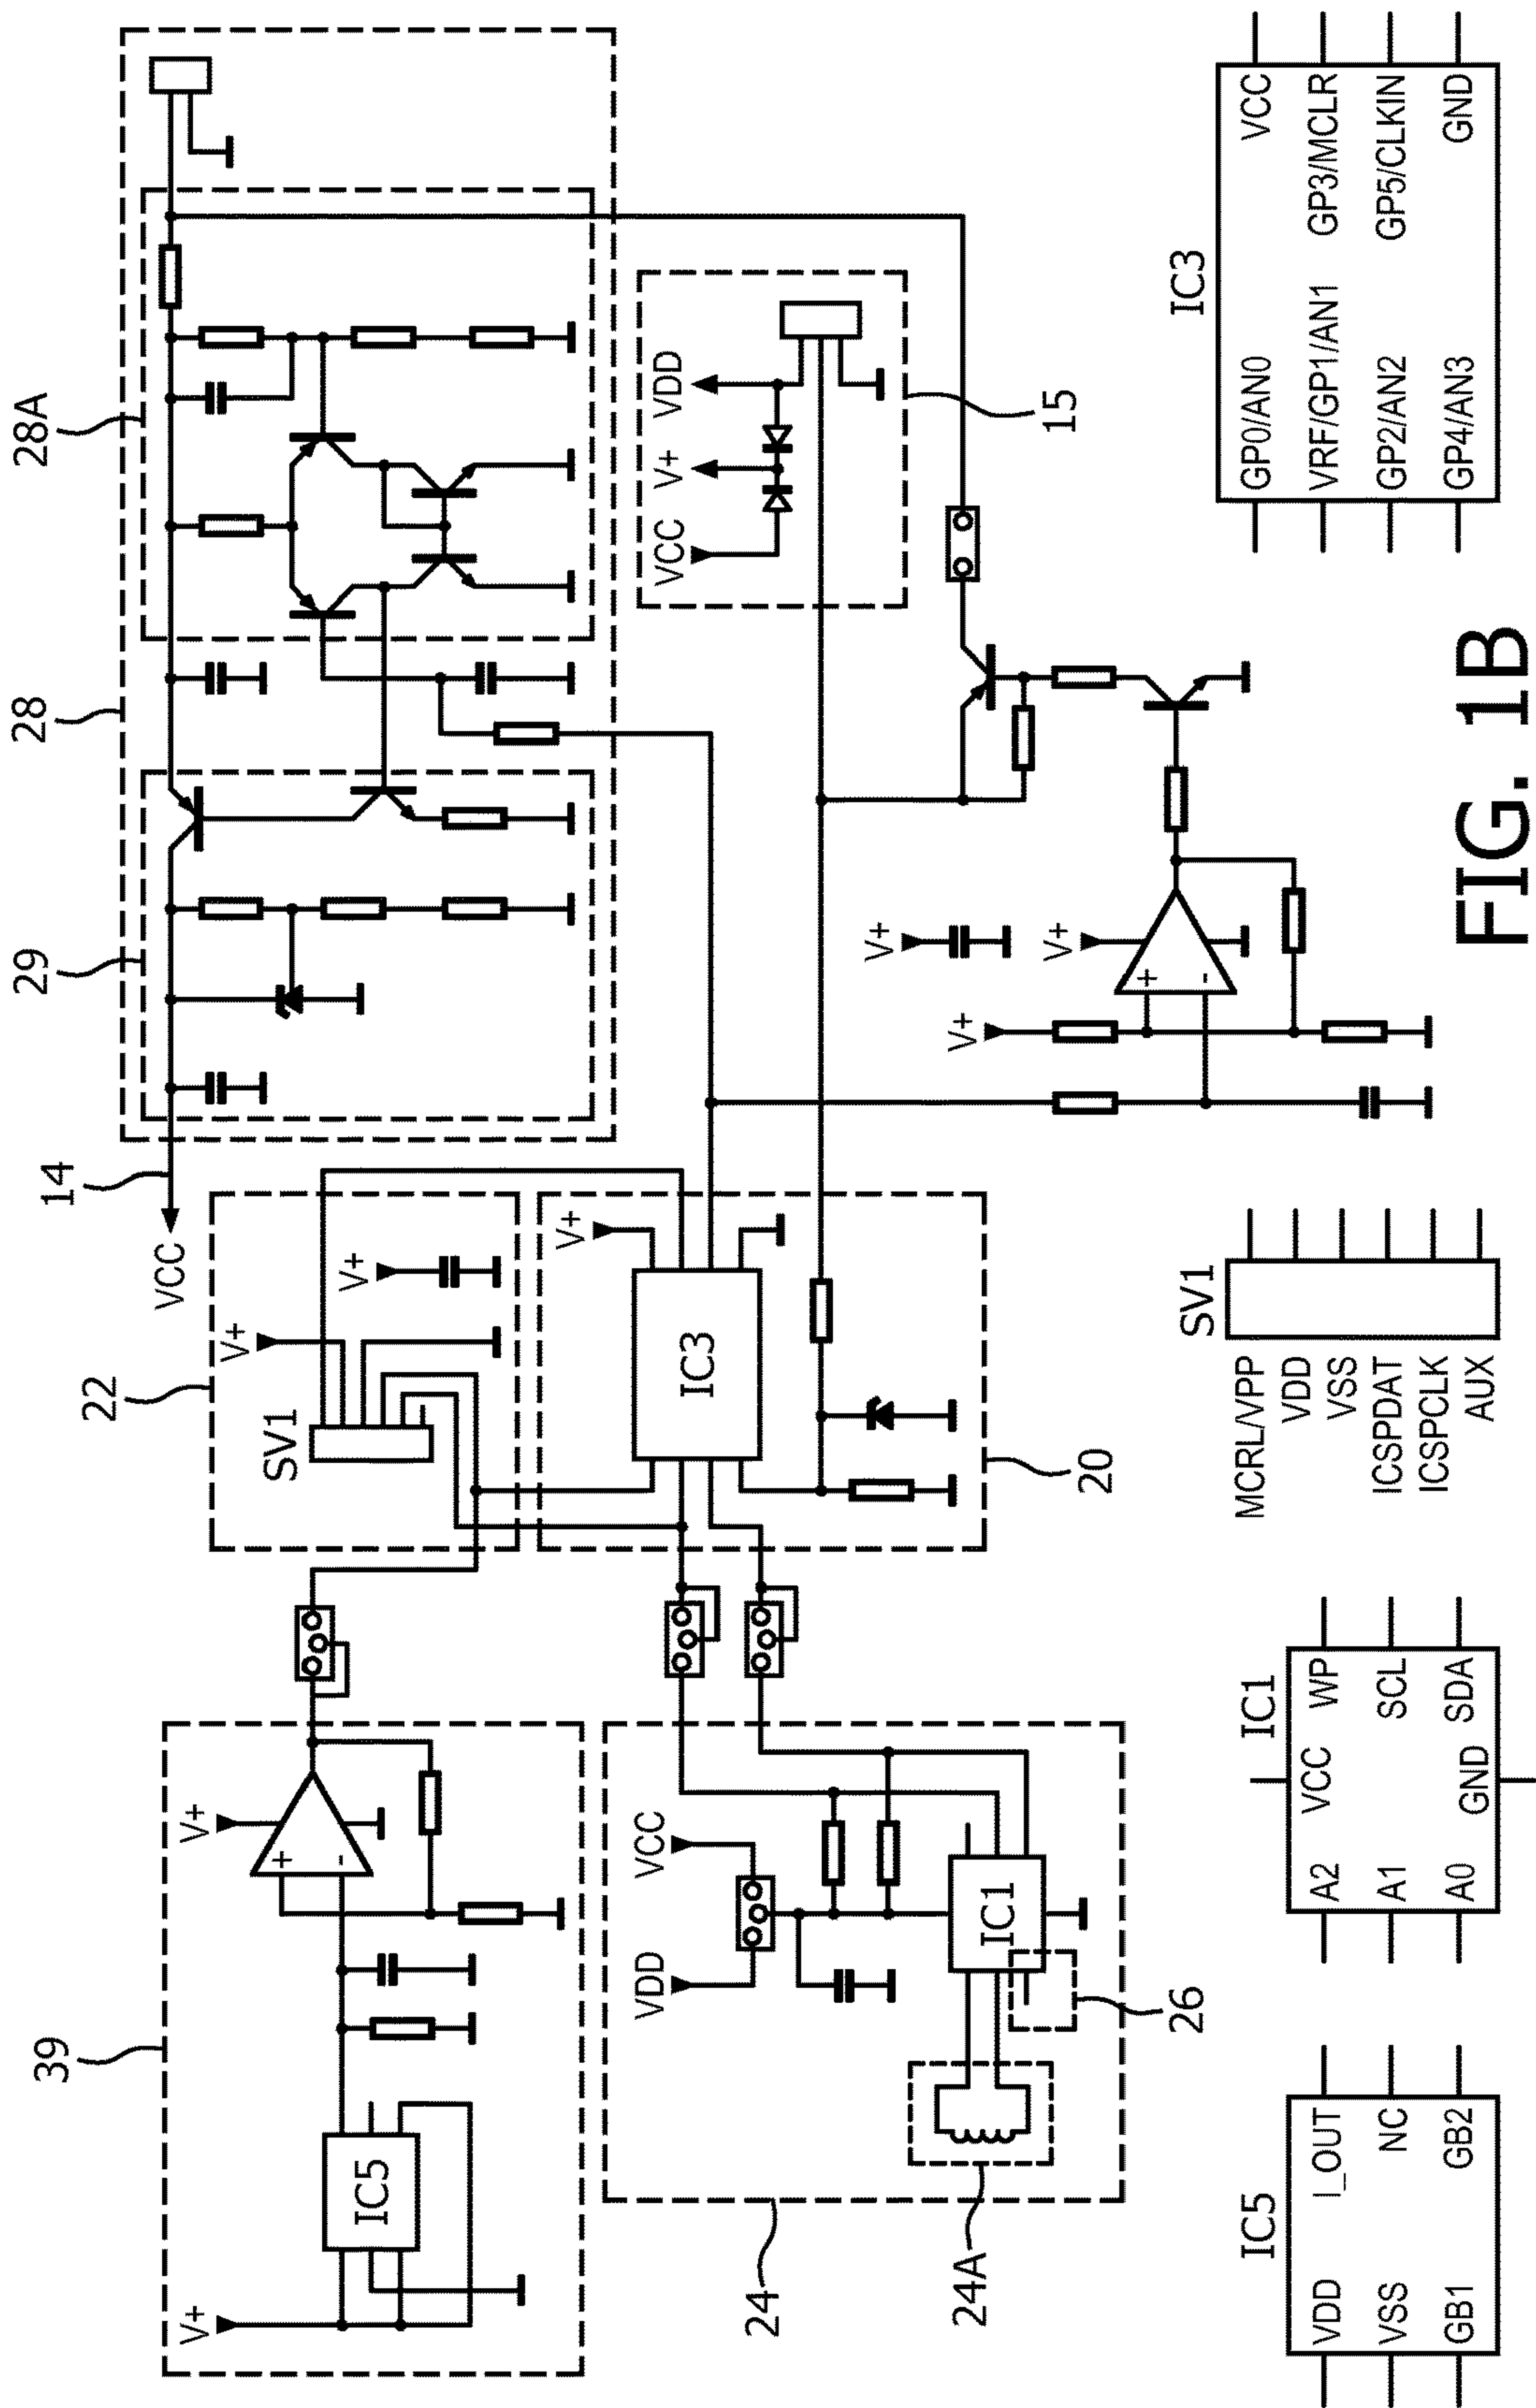 39
V+
V+
IC5
+
-
24
24A
26
VDD
VCC
IC1
22
SV1
V+
V+
20
V+
IC3
14
VCC
29
28
28A
15
VCC
V+
VDD
V+
V+
V+
+
-
IC5
VDD
VSS
GB1
I_OUT
NC
GB2
IC1
A2
A1
A0
VCC
GND
WP
SCL
SDA
SV1
MCRL/VPP
VDD
VSS
ICSPDAT
ICSPCLK
AUX
IC3
GP0/AN0
VRF/GP1/AN1
GP2/AN2
GP4/AN3
VCC
GP3/MCLR
GP5/CLKIN
GND
FIG. 1B